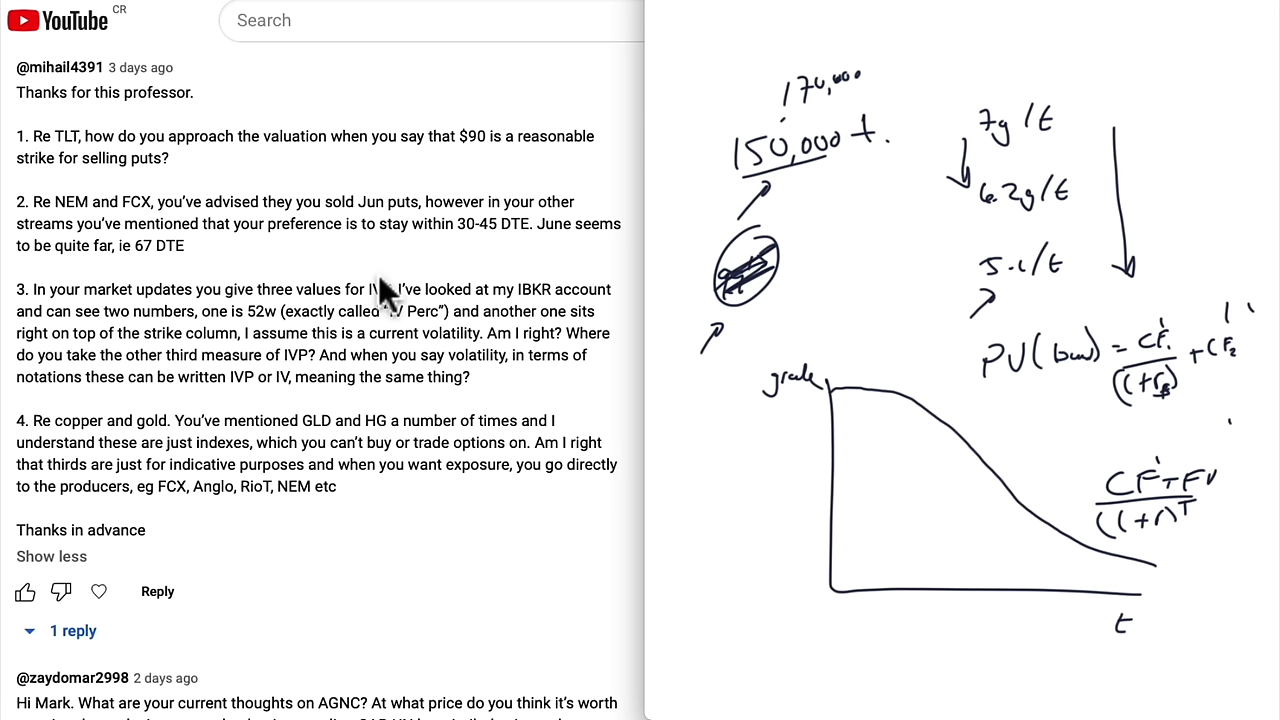 YouTube CR
Search
@mihail4391 3 days ago
Thanks for this professor.
1. Re TLT, how do you approach the valuation when you say that $90 is a reasonable
strike for selling puts?
2. Re NEM and FCX, you’ve advised they you sold Jun puts, however in your other
streams you’ve mentioned that your preference is to stay within 30-45 DTE. June seems
to be quite far, ie 67 DTE
3. In your market updates you give three values for I've looked at my IBKR account
and can see two numbers, one is 52w (exactly called Perc”) and another one sits
right on top of the strike column, I assume this is a current volatility. Am I right? Where
do you take the other third measure of IVP? And when you say volatility, in terms of
notations these can be written IVP or IV, meaning the same thing?
4. Re copper and gold. You’ve mentioned GLD and HG a number of times and I
understand these are just indexes, which you can’t buy or trade options on. Am I right
that thirds are just for indicative purposes and when you want exposure, you go directly
to the producers, eg FCX, Anglo, RioT, NEM etc
Thanks in advance
Show less
Reply
1 reply
@zaydomar2998 2 days ago
Hi Mark. What are your current thoughts on AGNC? At what price do you think it’s worth
170,000
150,000 t.
7g/t
6.2g/t
grade
t